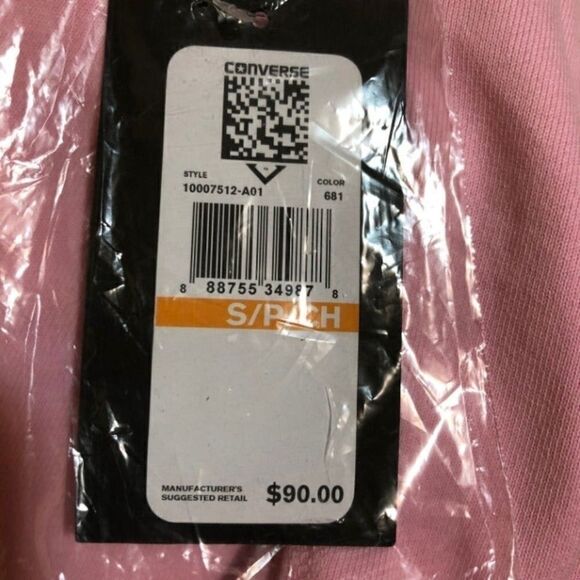 CONVERSE
STYLE
10007512-A01
COLOR
681
8 88755 34987 8
S/P/CH
MANUFACTURER'S
SUGGESTED RETAIL
$90.00